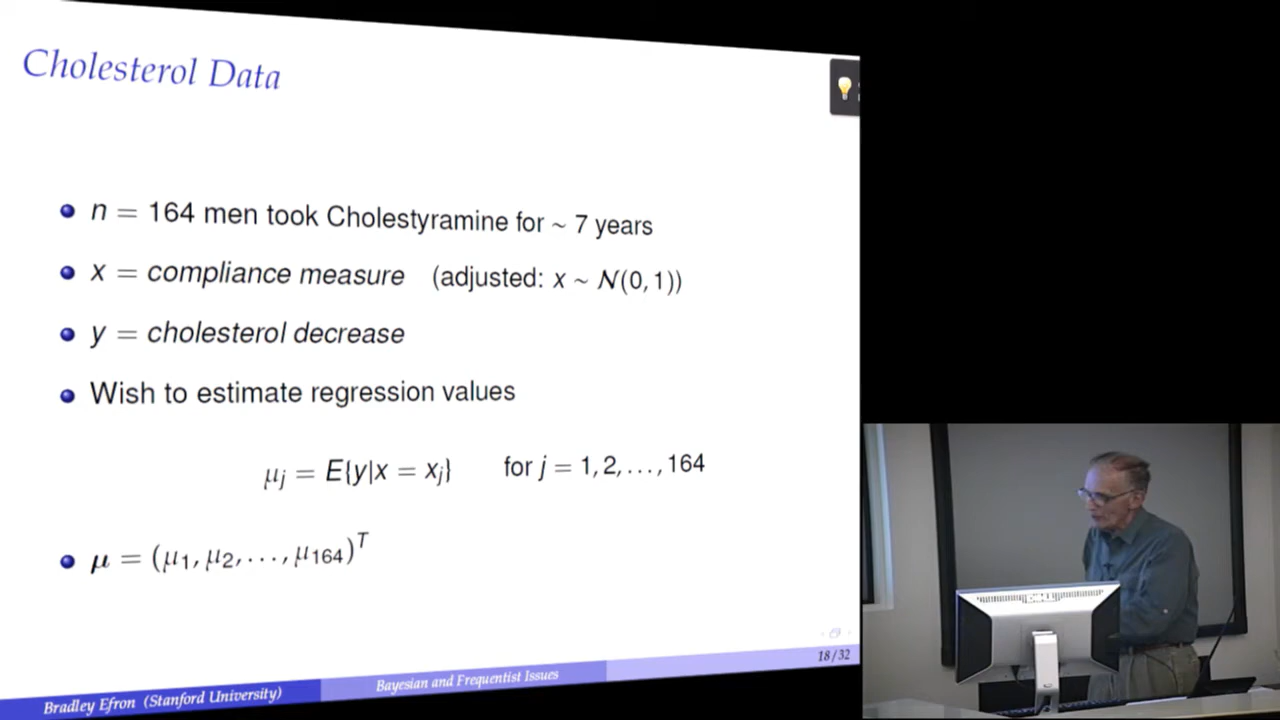 Cholesterol Data
n = 164 men took Cholestyramine for ~ 7 years
x = compliance measure (adjusted: x ~ N(0, 1))
y = cholesterol decrease
Wish to estimate regression values
μj = E{y|x = xj} for j = 1, 2, . . . , 164
μ = (μ1, μ2, . . . , μ164)ᵀ
18 / 32
Bradley Efron (Stanford University) Bayesian and Frequentist Issues